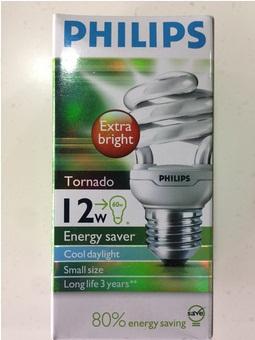 PHILIPS
Extra
bright
PHILIPS
Tornado
12w
60w
Energy saver
Cool daylight
Small size
Long life 3 years**
80% energy saving
save